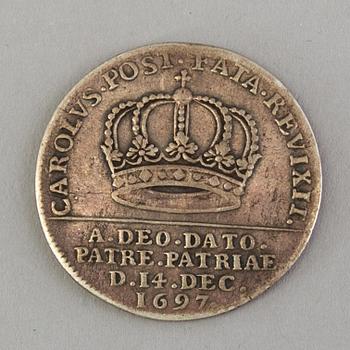 CAROLVS. POST. FATA. REVIXIT.
A. DEO. DATO.
PATRE. PATRIAE
D. 14. DEC.
1697.